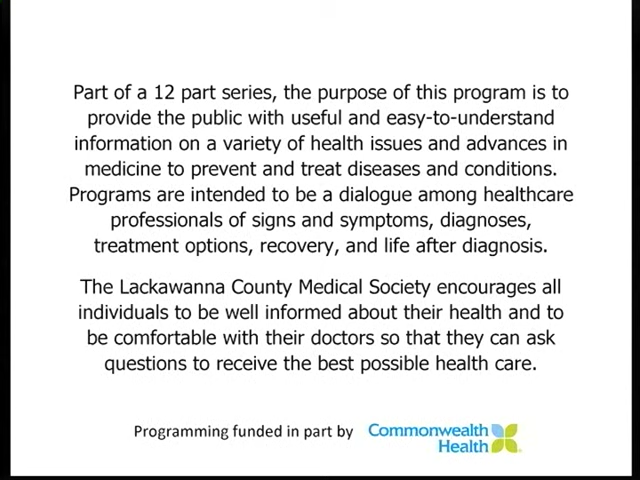 Part of a 12 part series, the purpose of this program is to
provide the public with useful and easy-to-understand
information on a variety of health issues and advances in
medicine to prevent and treat diseases and conditions.
Programs are intended to be a dialogue among healthcare
professionals of signs and symptoms, diagnoses,
treatment options, recovery, and life after diagnosis.
The Lackawanna County Medical Society encourages all
individuals to be well informed about their health and to
be comfortable with their doctors so that they can ask
questions to receive the best possible health care.
Programming funded in part by Commonwealth
Health